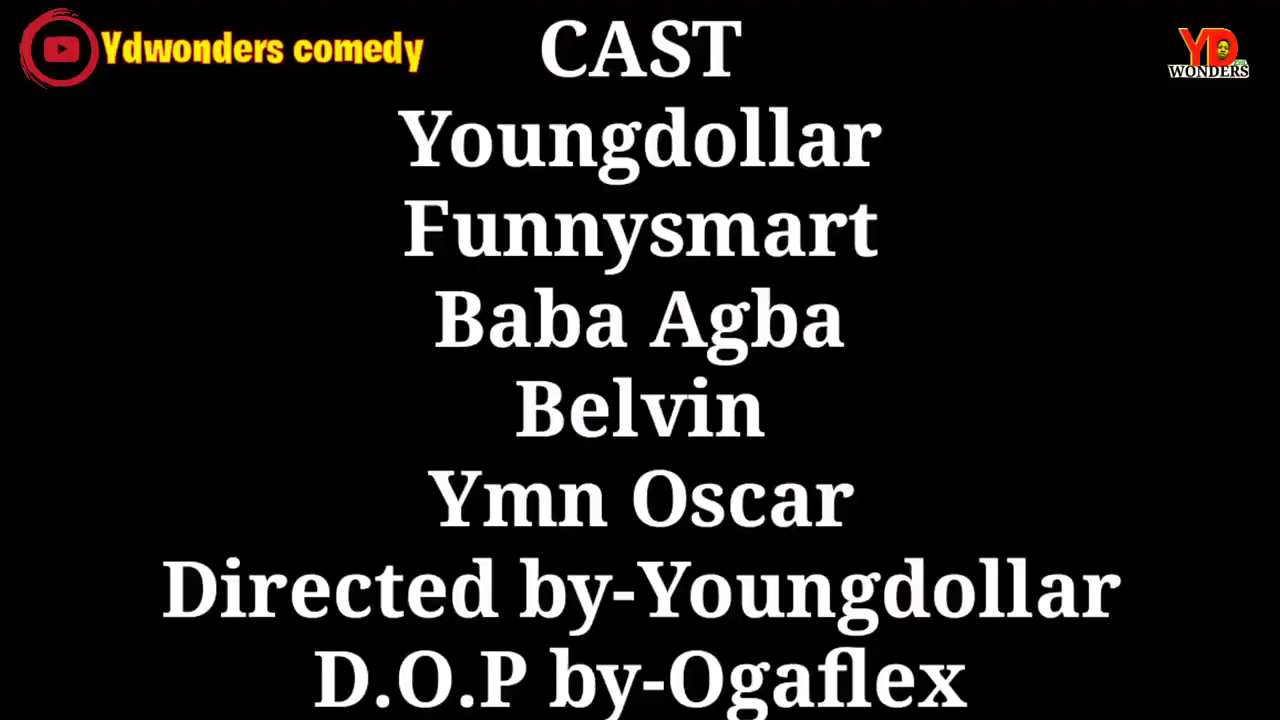 Ydwonders comedy
YD
WONDERS
CAST
Youngdollar
Funnysmart
Baba Agba
Belvin
Ymn Oscar
Directed by-Youngdollar
D.O.P by-Ogaflex